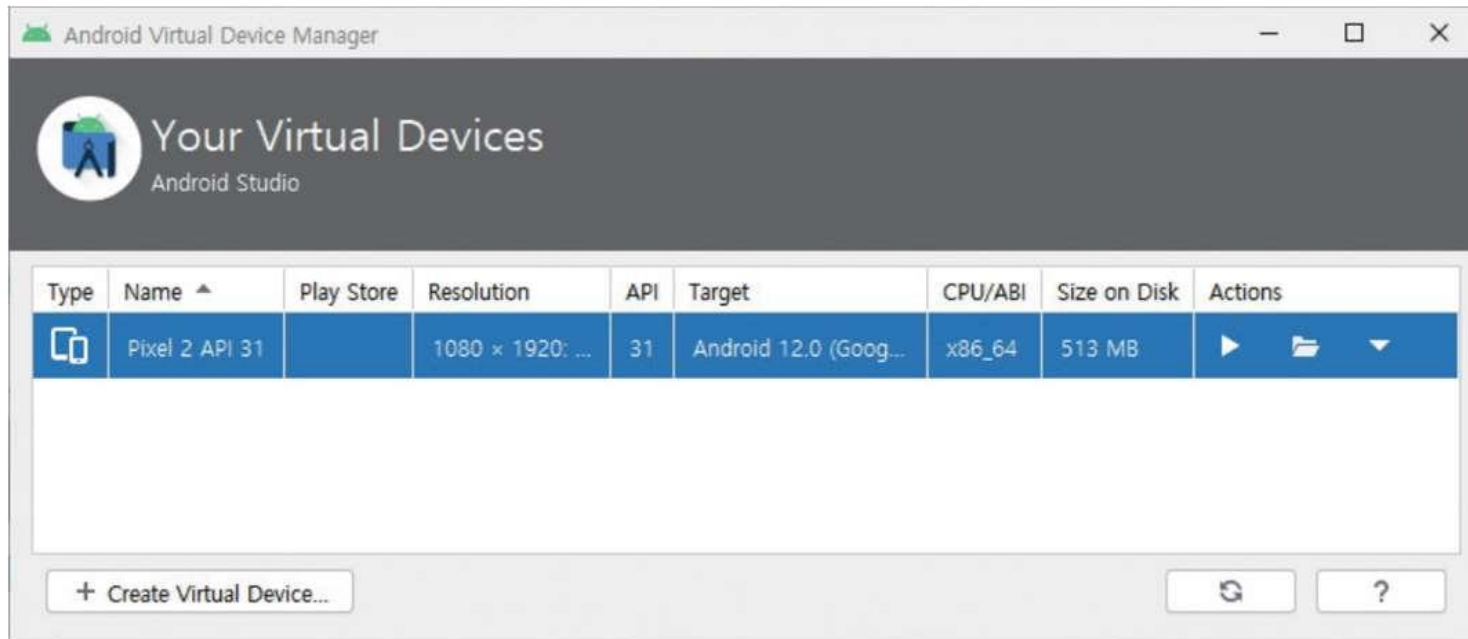 Android Virtual Device Manager
Your Virtual Devices
Android Studio
Type Name Play Store Resolution API Target CPU/ABI Size on Disk Actions
Pixel 2 API 31 1080 × 1920: ... 31 Android 12.0 (Goog... x86_64 513 MB
+ Create Virtual Device... ?